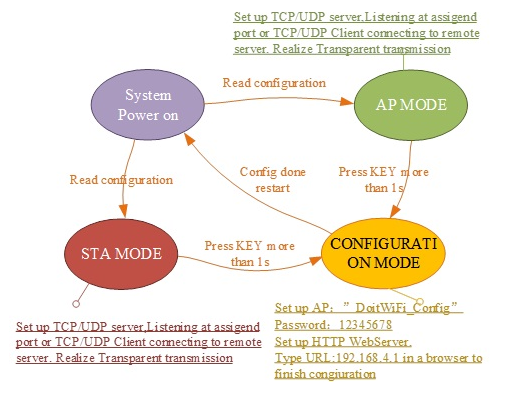 Set up TCP/UDP server,Listening at assigend
port or TCP/UDP Client connecting to remote
server. Realize Transparent transmission
System
Power on
Read configuration
AP MODE
Read configuration
Config done
restart
Press KEY more
than 1s
STA MODE
Press KEY more
than 1s
CONFIGURATI
ON MODE
Set up TCP/UDP server,Listening at assigend
port or TCP/UDP Client connecting to remote
server. Realize Transparent transmission
Set up AP: ”DoitWiFi_Config”
Password: 12345678
Set up HTTP WebServer.
Type URL:192.168.4.1 in a browser to
finish congiuration